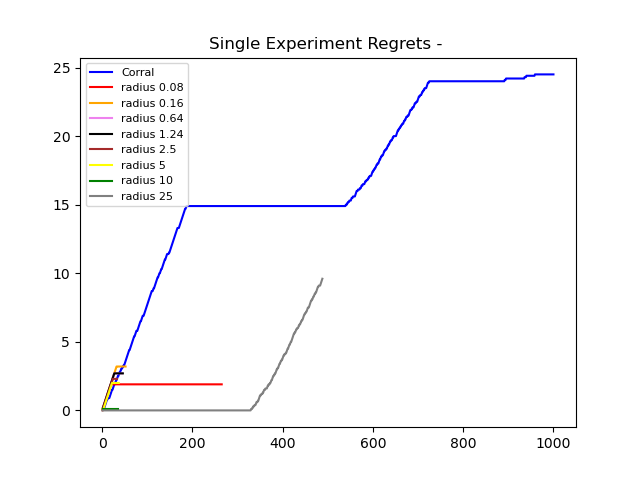 Single Experiment Regrets -
25
20
15
10
5
0
Corral
radius 0.08
radius 0.16
radius 0.64
radius 1.24
radius 2.5
radius 5
radius 10
radius 25
0 200 400 600 800 1000